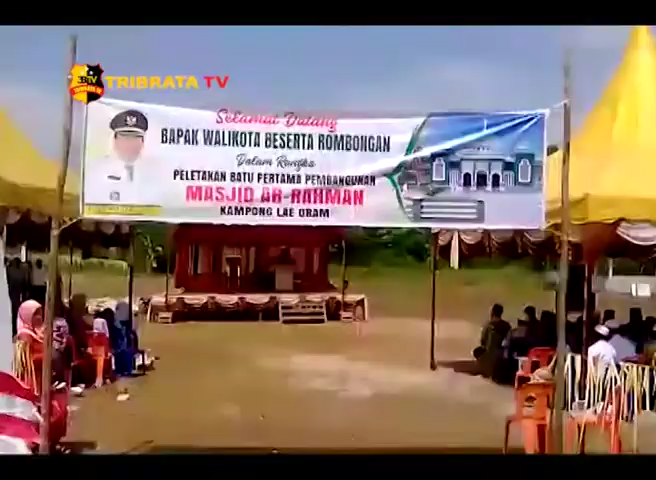 TRIBRATA TV
Selamat Datang
BAPAK WALIKOTA BESERTA ROMBONGAN
Dalam Rangka
PELETAKAN BATU PERTAMA PEMBANGUNAN
MASJID AR-RAHMAN
KAMPONG LAE ORAM